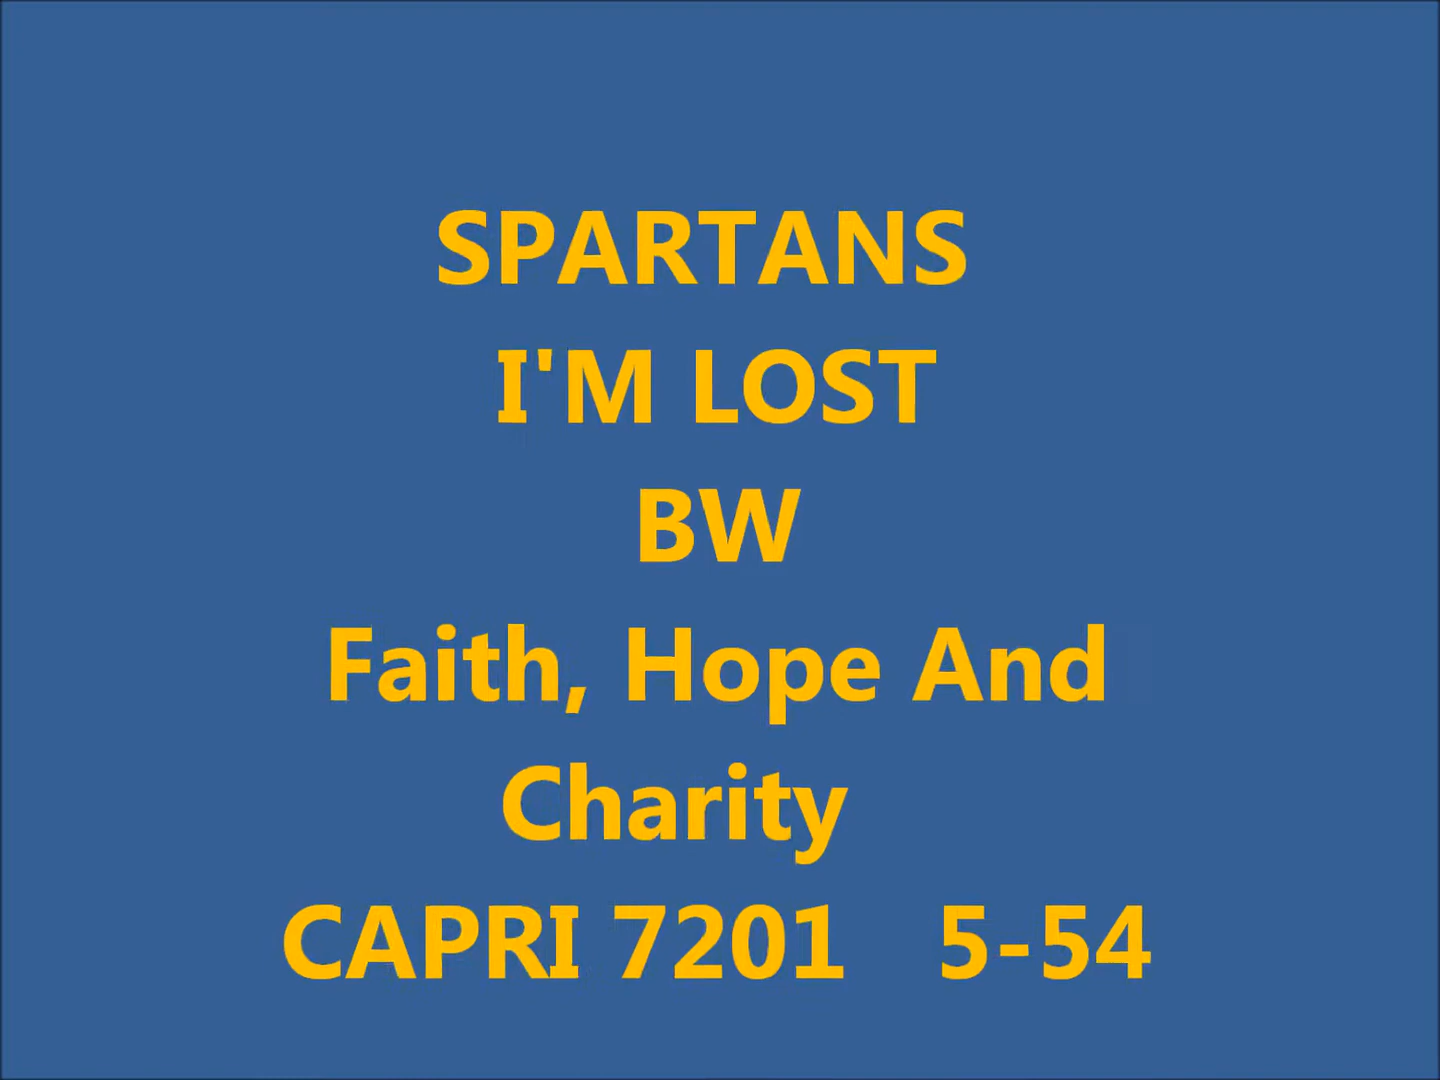 SPARTANS
I'M LOST
BW
Faith, Hope And
Charity
CAPRI 7201   5-54